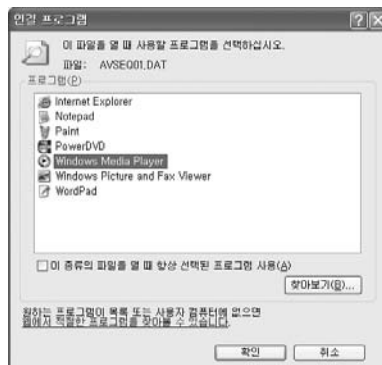 연결 프로그램
이 파일을 열 때 사용할 프로그램을 선택하십시오.
파일: AVSEQ01.DAT
프로그램(P)
Internet Explorer
Notepad
Paint
PowerDVD
Windows Media Player
Windows Picture and Fax Viewer
WordPad
이 종류의 파일을 열 때 항상 선택된 프로그램 사용(A)
찾아보기(B)...
원하는 프로그램이 목록 또는 사용자 컴퓨터에 없으면
웹에서 적절한 프로그램을 찾아볼 수 있습니다.
확인
취소